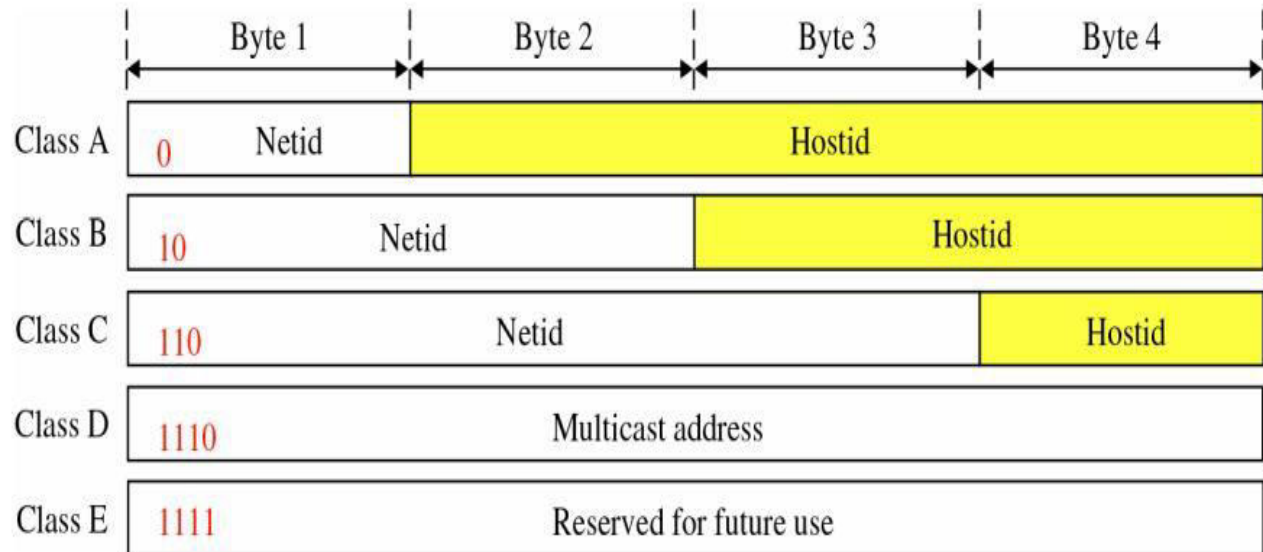 Byte 1 Byte 2 Byte 3 Byte 4
Class A 0 Netid Hostid
Class B 10 Netid Hostid
Class C 110 Netid Hostid
Class D 1110 Multicast address
Class E 1111 Reserved for future use